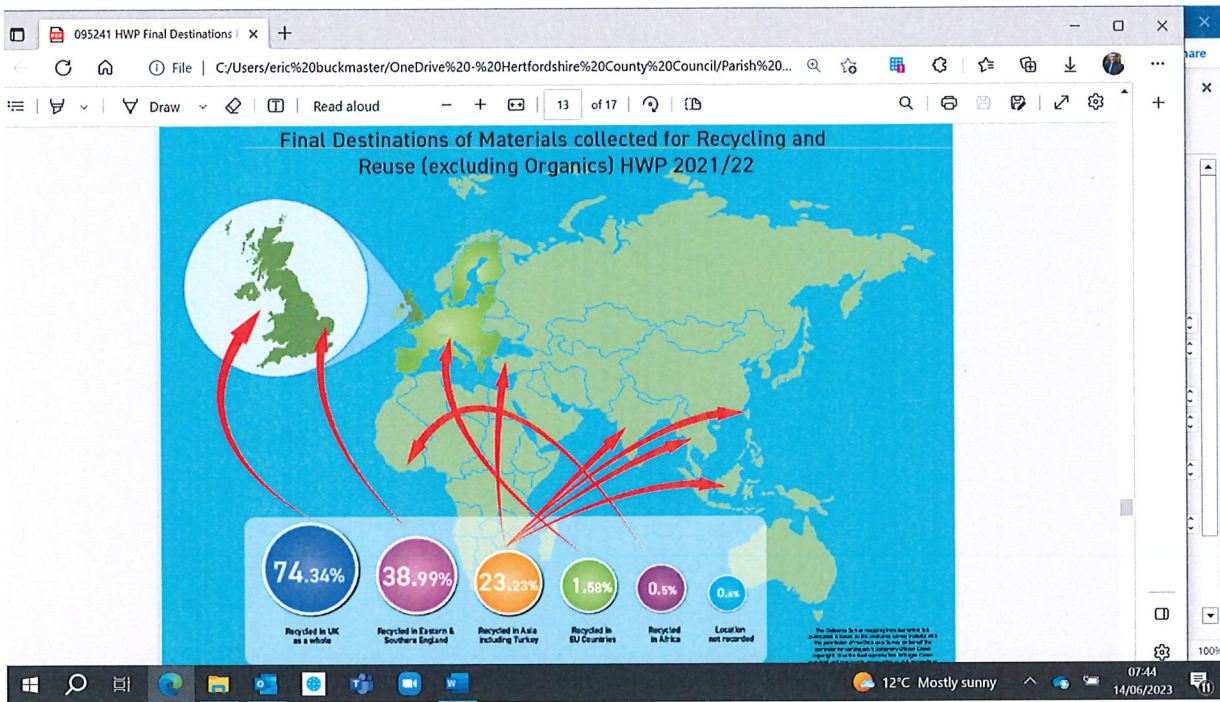 095241 HWP Final Destinations
File
C:/Users/eric%20buckmaster/OneDrive%20-%20Hertfordshire%20County%20Council/Parish%20...
are
Draw
Read aloud
13
of 17
Final Destinations of Materials collected for Recycling and
Reuse (excluding Organics) HWP 2021/22
74.34%
38.99%
23.23%
1.58%
0.5%
Recycled in UK
as a whole
Recycled in Eastern &
Southern England
Recycled in Asia
including Turkey
Recycled in
EU Countries
Recycled
in Africa
Location
not recorded
100%
12°C Mostly sunny
07:44
14/06/2023